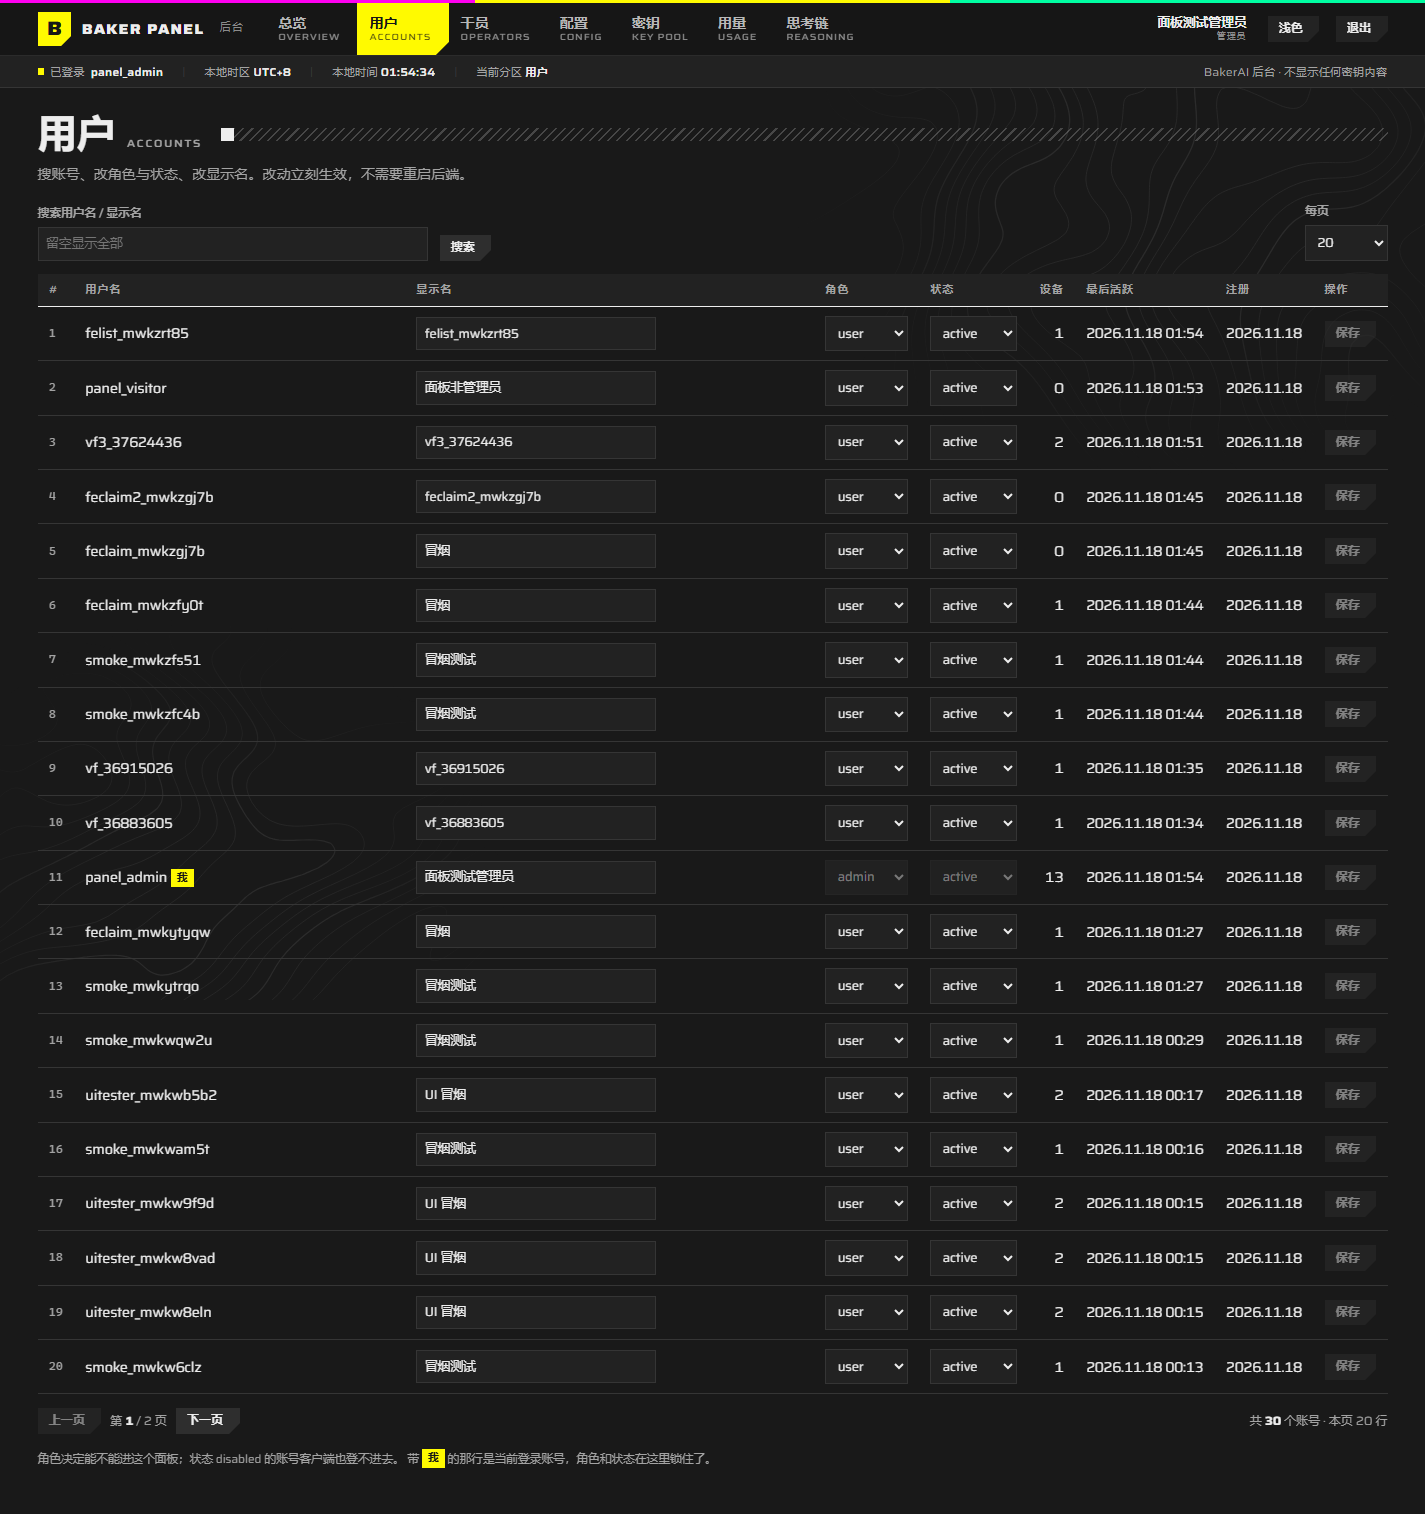 B BAKER PANEL 后台
总览 OVERVIEW
用户 ACCOUNTS
干员 OPERATORS
配置 CONFIG
密钥 KEY POOL
用量 USAGE
思考链 REASONING
面板测试管理员
管理员
浅色
退出
已登录 panel_admin
本地时区 UTC+8
本地时间 01:54:34
当前分区 用户
BakerAI 后台 · 不显示任何密钥内容
用户 ACCOUNTS
搜账号、改角色与状态、改显示名。改动立刻生效，不需要重启后端。
搜索用户名 / 显示名
每页
留空显示全部
搜索
20
# 用户名 显示名 角色 状态 设备 最后活跃 注册 操作
1 felist_mwkzrt85 felist_mwkzrt85 user active 1 2026.11.18 01:54 2026.11.18 保存
2 panel_visitor 面板非管理员 user active 0 2026.11.18 01:53 2026.11.18 保存
3 vf3_37624436 vf3_37624436 user active 2 2026.11.18 01:51 2026.11.18 保存
4 feclaim2_mwkzgj7b feclaim2_mwkzgj7b user active 0 2026.11.18 01:45 2026.11.18 保存
5 feclaim_mwkzgj7b 冒烟 user active 0 2026.11.18 01:45 2026.11.18 保存
6 feclaim_mwkzfy0t 冒烟 user active 1 2026.11.18 01:44 2026.11.18 保存
7 smoke_mwkzfs51 冒烟测试 user active 1 2026.11.18 01:44 2026.11.18 保存
8 smoke_mwkzfc4b 冒烟测试 user active 1 2026.11.18 01:44 2026.11.18 保存
9 vf_36915026 vf_36915026 user active 1 2026.11.18 01:35 2026.11.18 保存
10 vf_36883605 vf_36883605 user active 1 2026.11.18 01:34 2026.11.18 保存
11 panel_admin 我 面板测试管理员 admin active 13 2026.11.18 01:54 2026.11.18 保存
12 feclaim_mwkytyqw 冒烟 user active 1 2026.11.18 01:27 2026.11.18 保存
13 smoke_mwkytrqo 冒烟测试 user active 1 2026.11.18 01:27 2026.11.18 保存
14 smoke_mwkwqw2u 冒烟测试 user active 1 2026.11.18 00:29 2026.11.18 保存
15 uitester_mwkwb5b2 UI 冒烟 user active 2 2026.11.18 00:17 2026.11.18 保存
16 smoke_mwkwam5t 冒烟测试 user active 1 2026.11.18 00:16 2026.11.18 保存
17 uitester_mwkw9f9d UI 冒烟 user active 2 2026.11.18 00:15 2026.11.18 保存
18 uitester_mwkw8vad UI 冒烟 user active 2 2026.11.18 00:15 2026.11.18 保存
19 uitester_mwkw8eln UI 冒烟 user active 2 2026.11.18 00:15 2026.11.18 保存
20 smoke_mwkw6clz 冒烟测试 user active 1 2026.11.18 00:13 2026.11.18 保存
上一页 第 1 / 2 页 下一页
共 30 个账号 · 本页 20 行
角色决定能不能进这个面板；状态 disabled 的账号客户端也登不进去。 带 我 的那行是当前登录账号，角色和状态在这里锁住了。